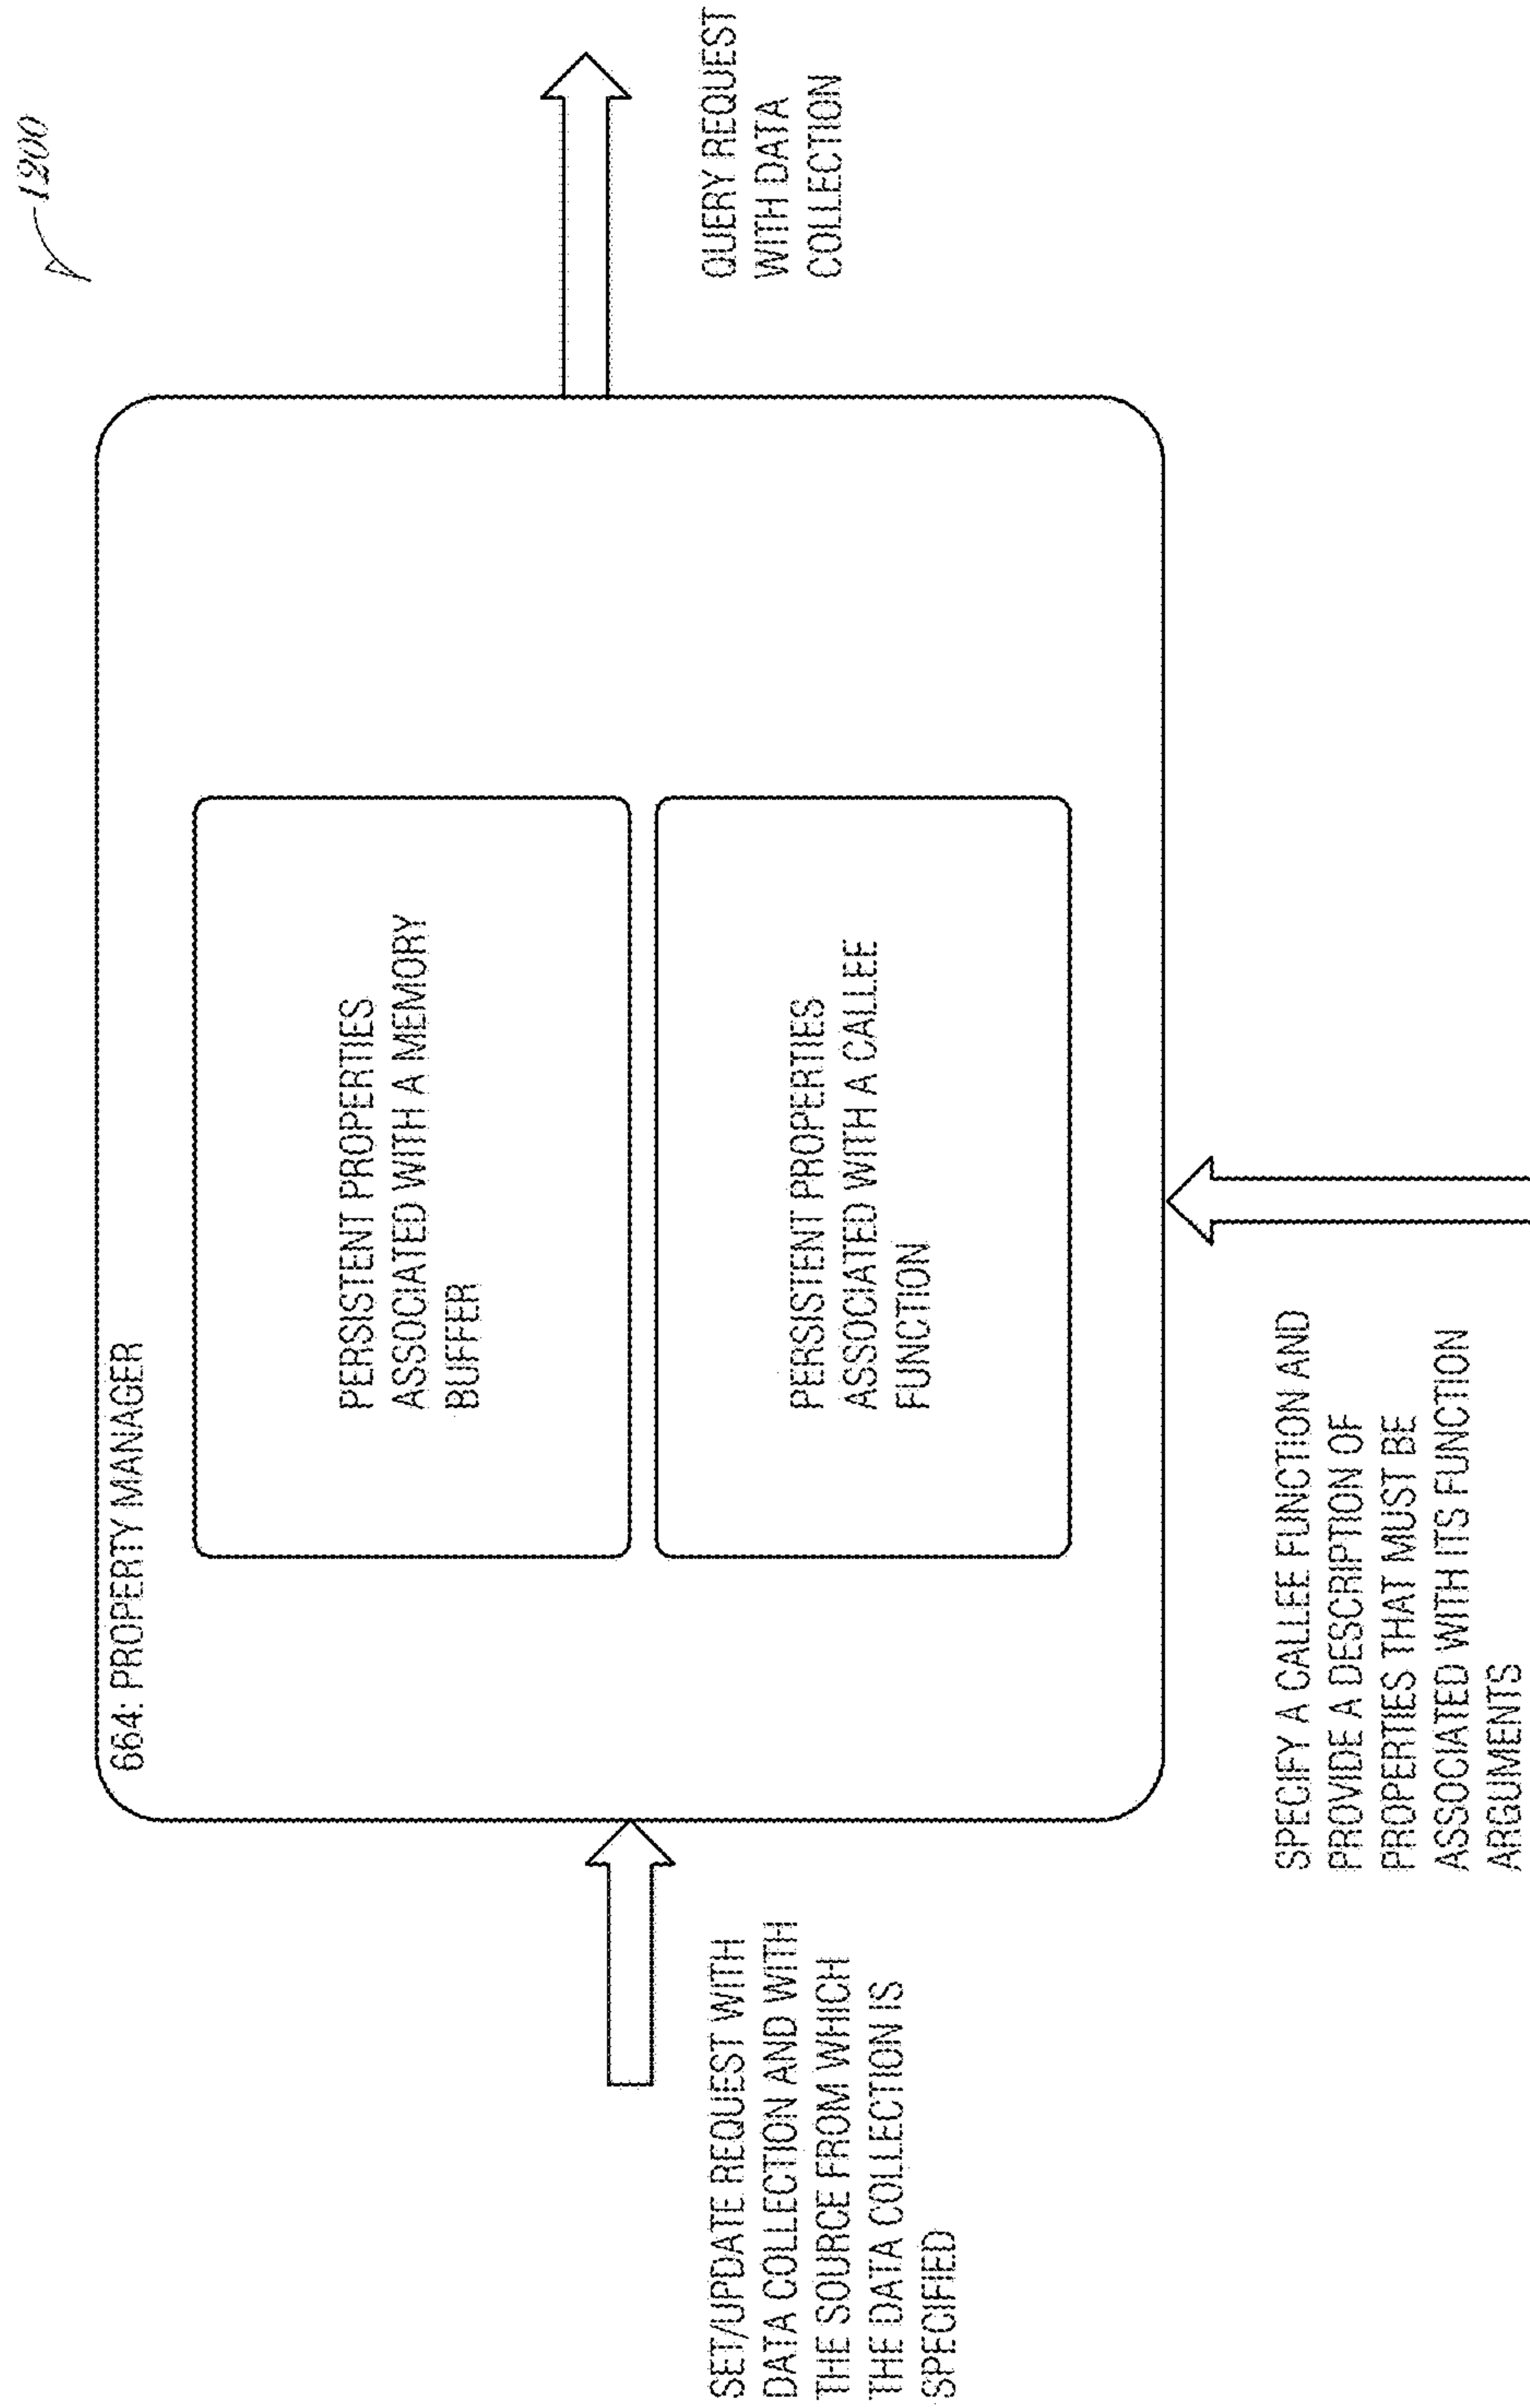 1200
664: PROPERTY MANAGER
PERSISTENT PROPERTIES
ASSOCIATED WITH A MEMORY
BUFFER
PERSISTENT PROPERTIES
ASSOCIATED WITH A CALLEE
FUNCTION
SET/UPDATE REQUEST WITH
DATA COLLECTION AND WITH
THE SOURCE FROM WHICH
THE DATA COLLECTION IS
SPECIFIED
QUERY REQUEST
WITH DATA
COLLECTION
SPECIFY A CALLEE FUNCTION AND
PROVIDE A DESCRIPTION OF
PROPERTIES THAT MUST BE
ASSOCIATED WITH ITS FUNCTION
ARGUMENTS